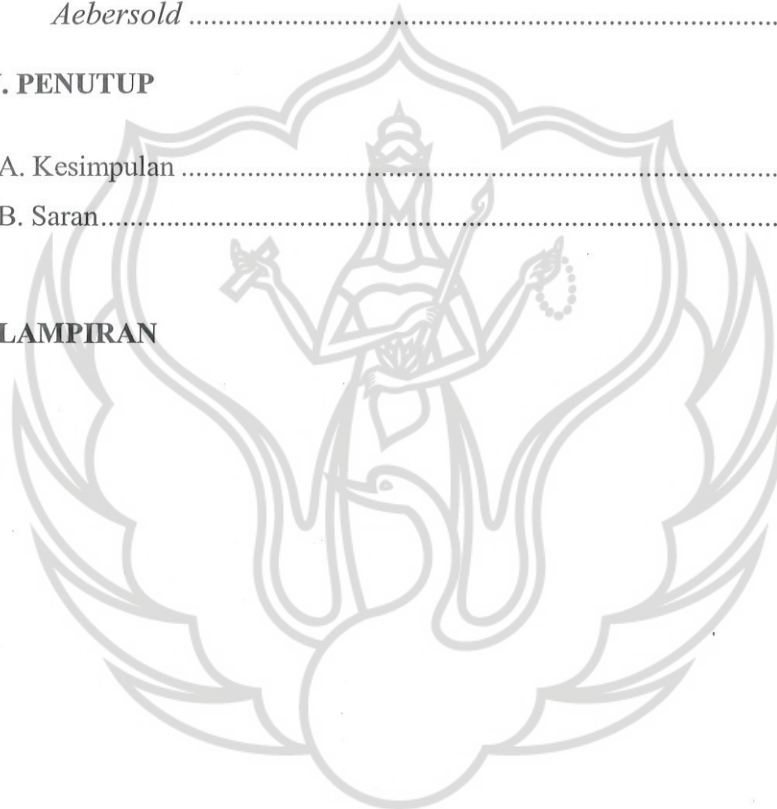 Aebersold ........................................................................................
. PENUTUP
A. Kesimpulan ........................................................................................
B. Saran........................................................................................
LAMPIRAN